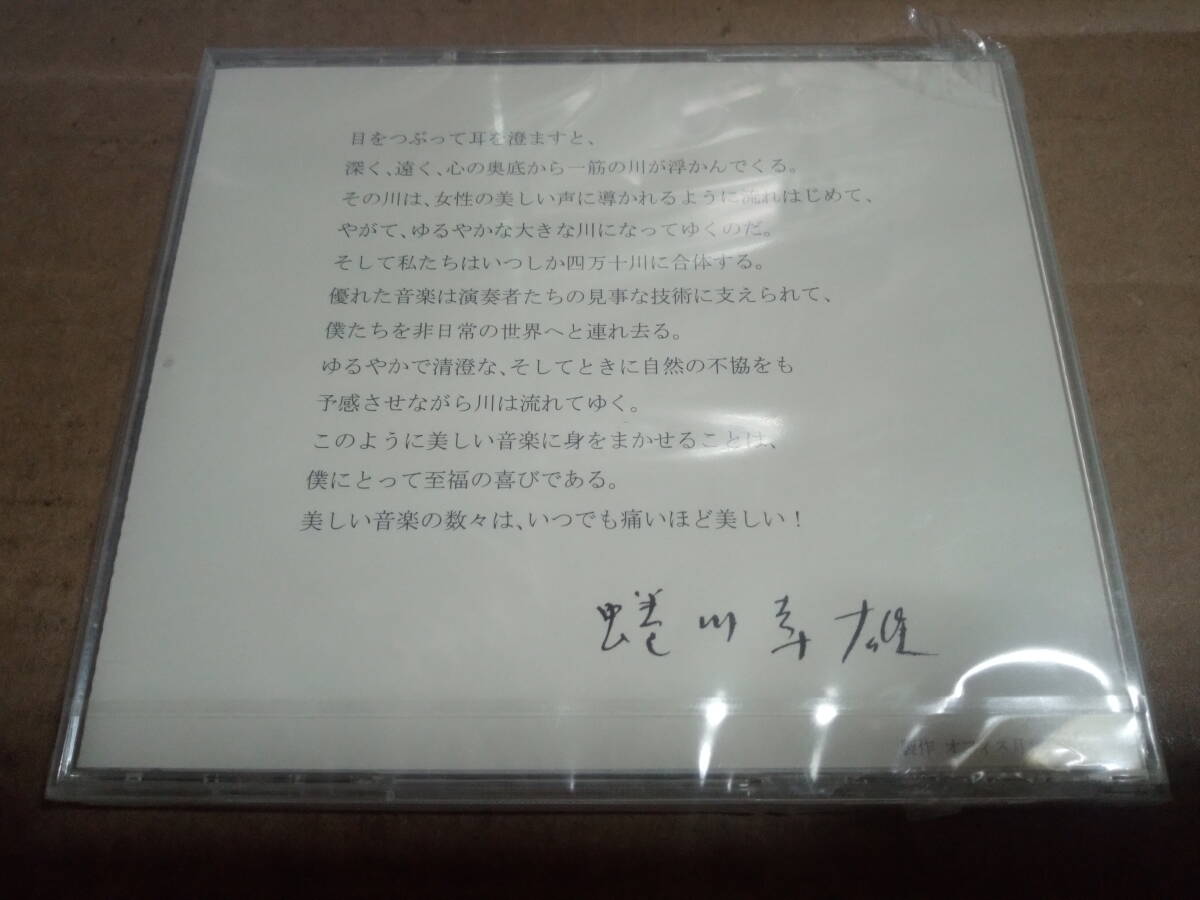 目をつぶって耳を澄ますと、
深く、遠く、心の奥底から一筋の川が浮かんでくる。
その川は、女性の美しい声に導かれるように流れはじめて、
やがて、ゆるやかな大きな川になってゆくのだ。
そして私たちはいつしか四万十川に合体する。
優れた音楽は演奏者たちの見事な技術に支えられて、
僕たちを非日常の世界へと連れ去る。
ゆるやかで清澄な、そしてときに自然の不協をも
予感させながら川は流れてゆく。
このように美しい音楽に身をまかせることは、
僕にとって至福の喜びである。
美しい音楽の数々は、いつでも痛いほど美しい！
蜷川幸雄
製作 オフィス